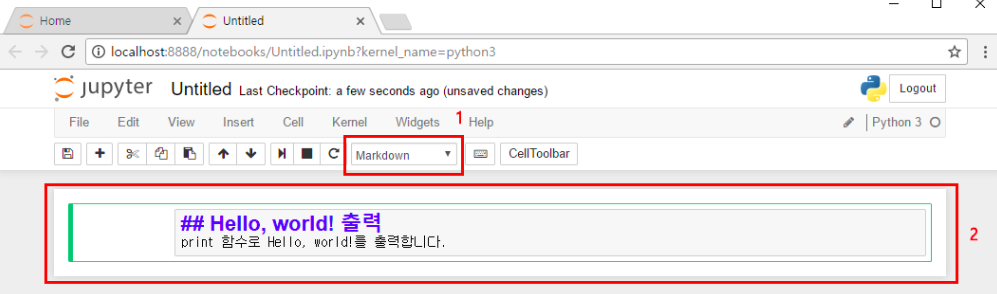 Home
Untitled
localhost:8888/notebooks/Untitled.ipynb?kernel_name=python3
jupyter Untitled Last Checkpoint: a few seconds ago (unsaved changes) Logout
1
File Edit View Insert Cell Kernel Widgets Help Python 3
Markdown CellToolbar
## Hello, world! 출력
print 함수로 Hello, world!를 출력합니다.
2